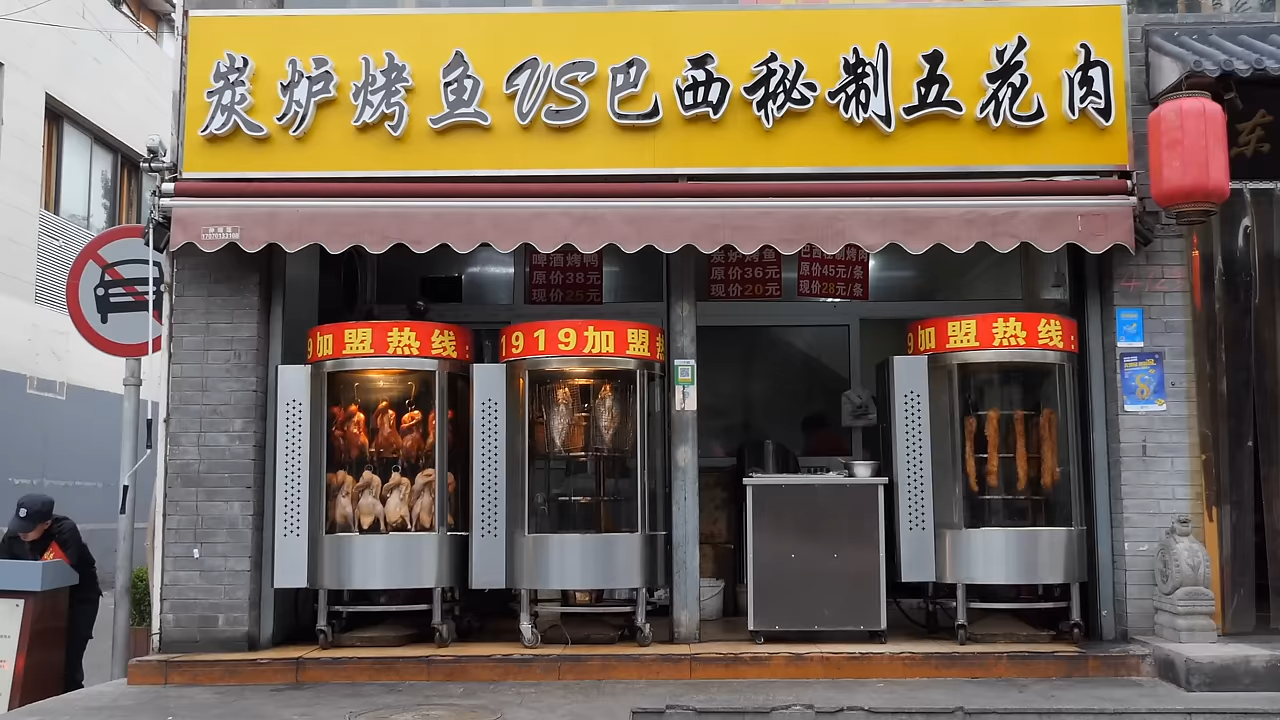 炭炉烤鱼VS巴西秘制五花肉
啤酒烤鸭
原价38元
现价25元
炭炉烤鱼
原价36元
现价20元
巴西秘制烤肉
原价45元/条
现价28元/条
9加盟热线:
1919加盟热
9加盟热线:
东